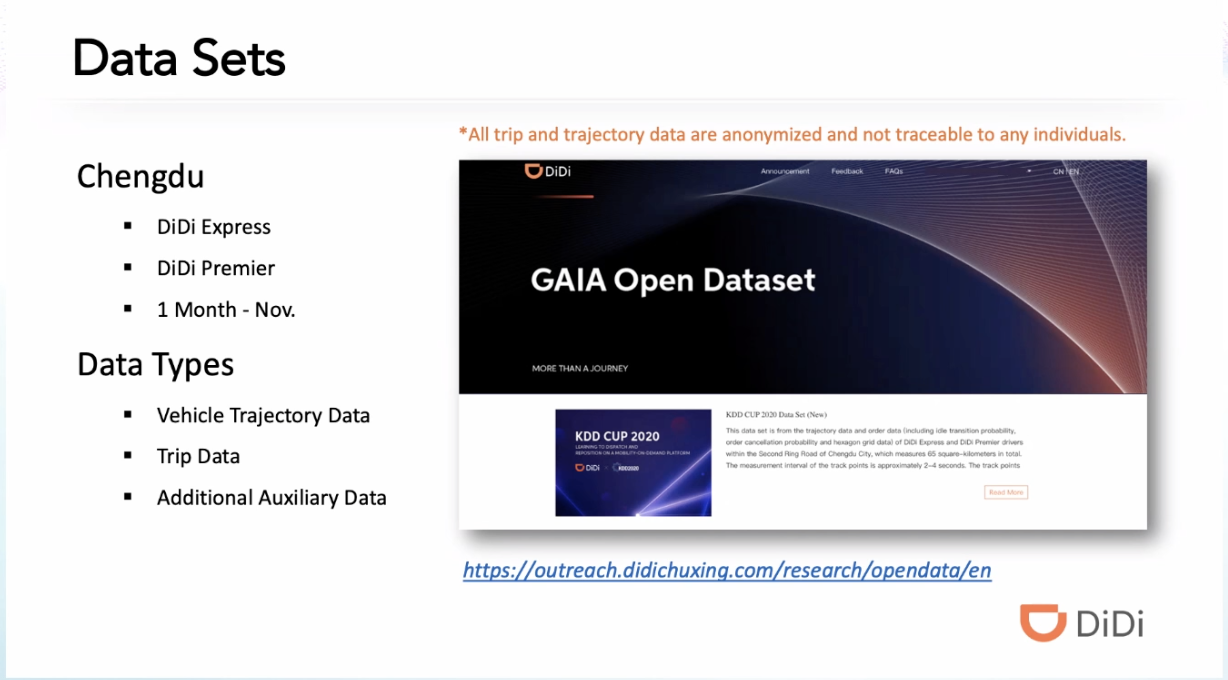 Data Sets
*All trip and trajectory data are anonymized and not traceable to any individuals.
Chengdu
▪ DiDi Express
▪ DiDi Premier
▪ 1 Month - Nov.
Data Types
▪ Vehicle Trajectory Data
▪ Trip Data
▪ Additional Auxiliary Data
DiDi
Announcement Feedback FAQs CN | EN
GAIA Open Dataset
MORE THAN A JOURNEY
KDD CUP 2020
LEARNING TO DISPATCH AND
REPOSITION ON A MOBILITY-ON-DEMAND PLATFORM
DiDi KDD2020
KDD CUP 2020 Data Set (New)
This data set is from the trajectory data and order data (including idle transition probability,
order cancellation probability and hexagon grid data) of DiDi Express and DiDi Premier drivers
within the Second Ring Road of Chengdu City, which measures 65 square-kilometers in total.
The measurement interval of the track points is approximately 2-4 seconds. The track points
Read More
https://outreach.didichuxing.com/research/opendata/en
DiDi